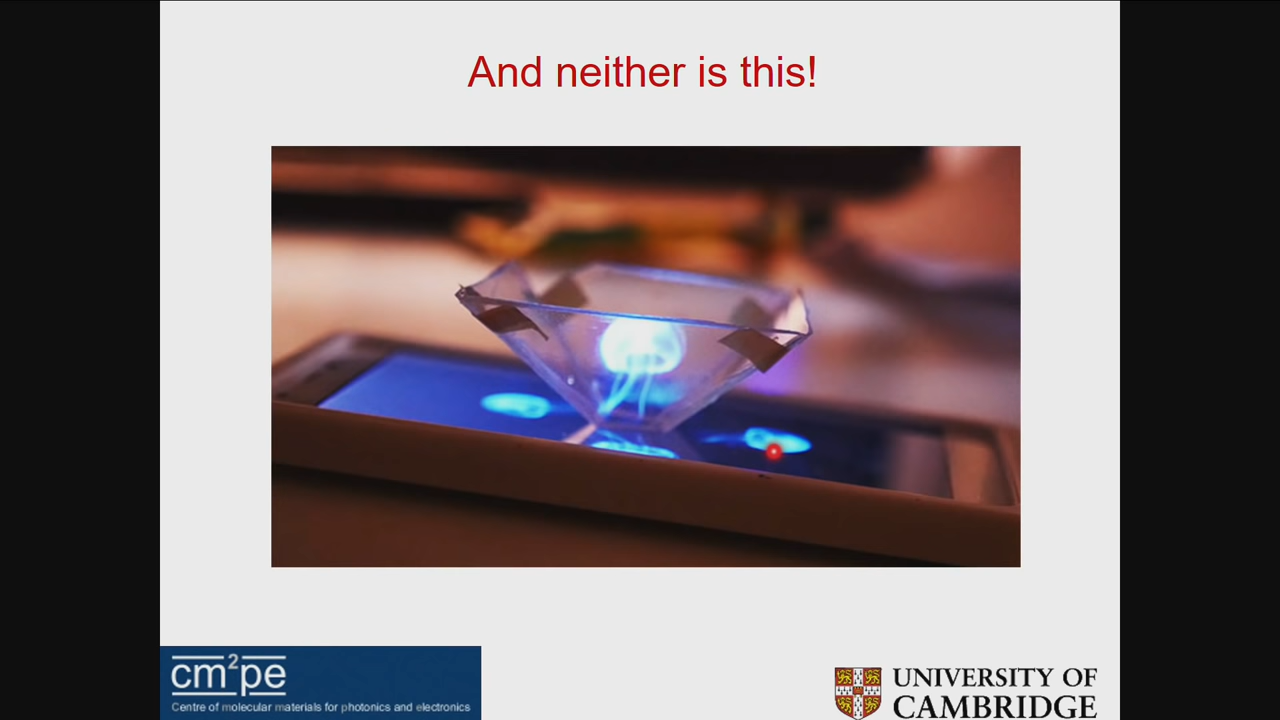 And neither is this!
cm²pe
Centre of molecular materials for photonics and electronics
UNIVERSITY OF
CAMBRIDGE